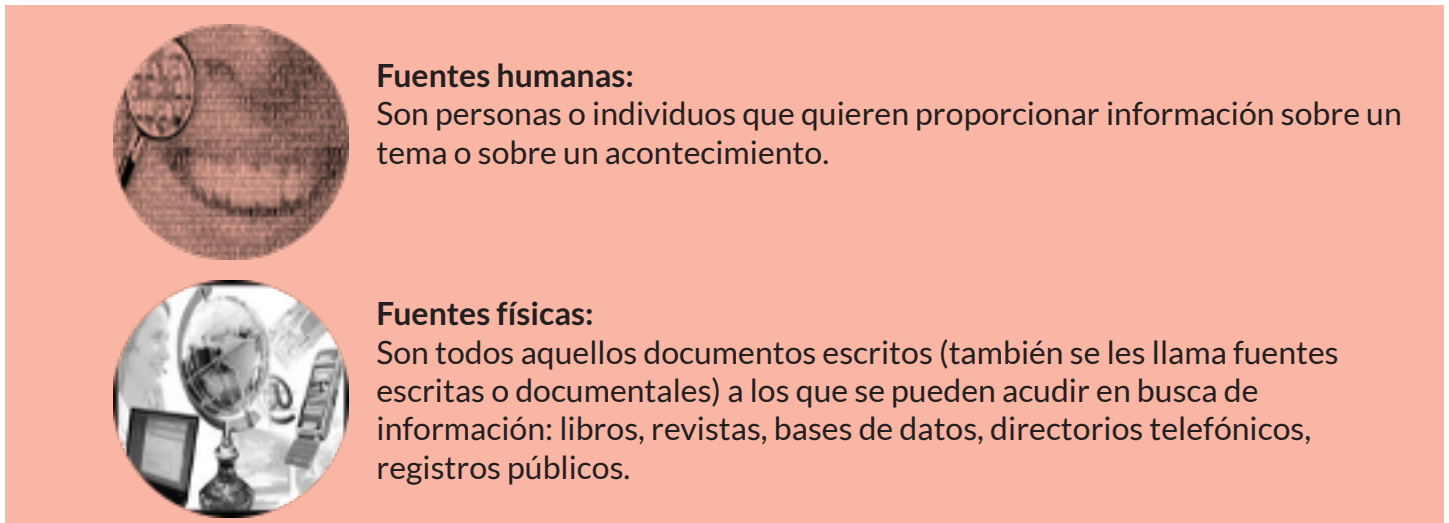 Fuentes humanas:
Son personas o individuos que quieren proporcionar información sobre un
tema o sobre un acontecimiento.
Fuentes físicas:
Son todos aquellos documentos escritos (también se les llama fuentes
escritas o documentales) a los que se pueden acudir en busca de
información: libros, revistas, bases de datos, directorios telefónicos,
registros públicos.